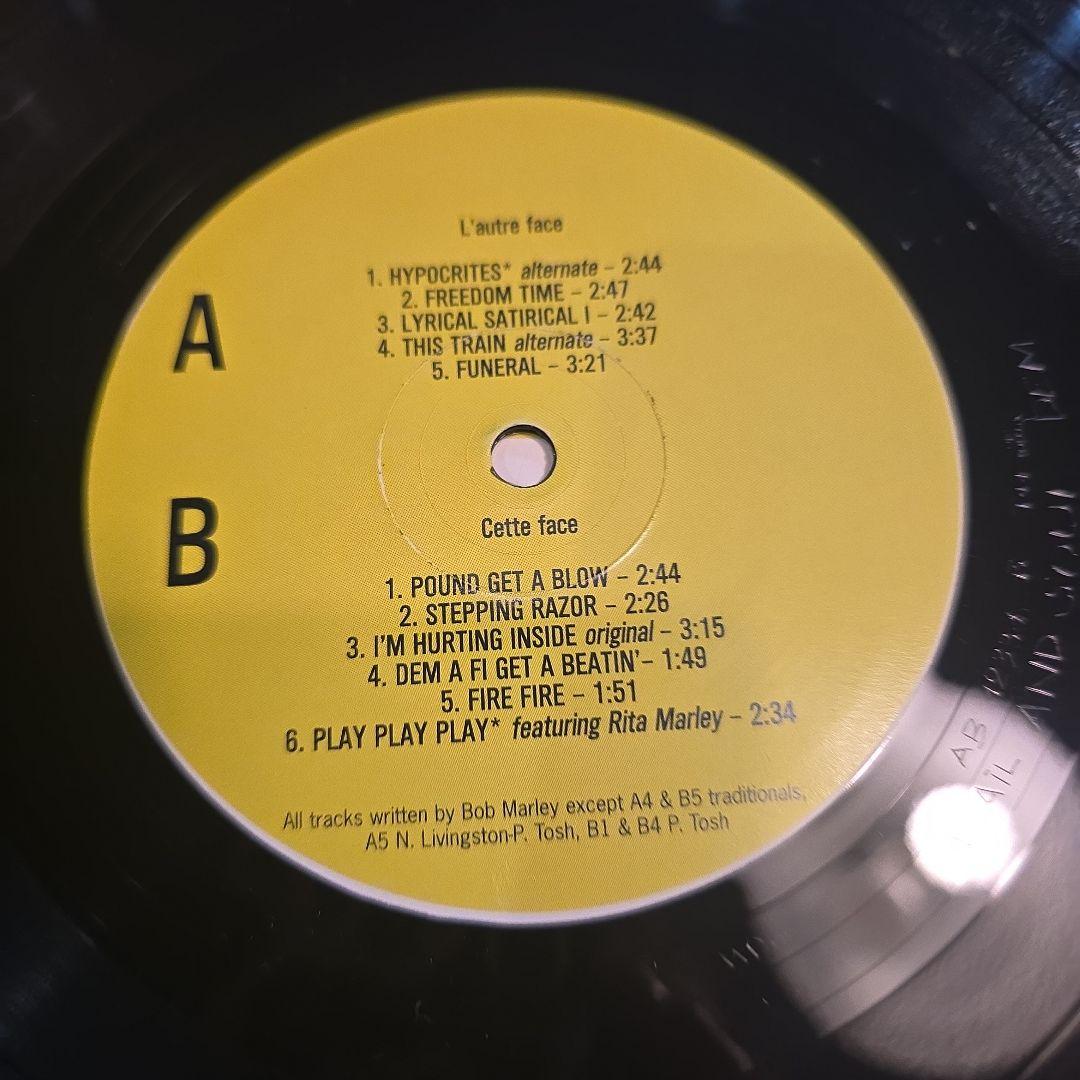 L'autre face
A
1. HYPOCRITES* alternate – 2:44
2. FREEDOM TIME – 2:47
3. LYRICAL SATIRICAL I – 2:42
4. THIS TRAIN alternate – 3:37
5. FUNERAL – 3:21
B
Cette face
1. POUND GET A BLOW – 2:44
2. STEPPING RAZOR – 2:26
3. I'M HURTING INSIDE original – 3:15
4. DEM A FI GET A BEATIN'– 1:49
5. FIRE FIRE – 1:51
6. PLAY PLAY PLAY* featuring Rita Marley – 2:34
All tracks written by Bob Marley except A4 & B5 traditionals,
A5 N. Livingston-P. Tosh, B1 & B4 P. Tosh
AB